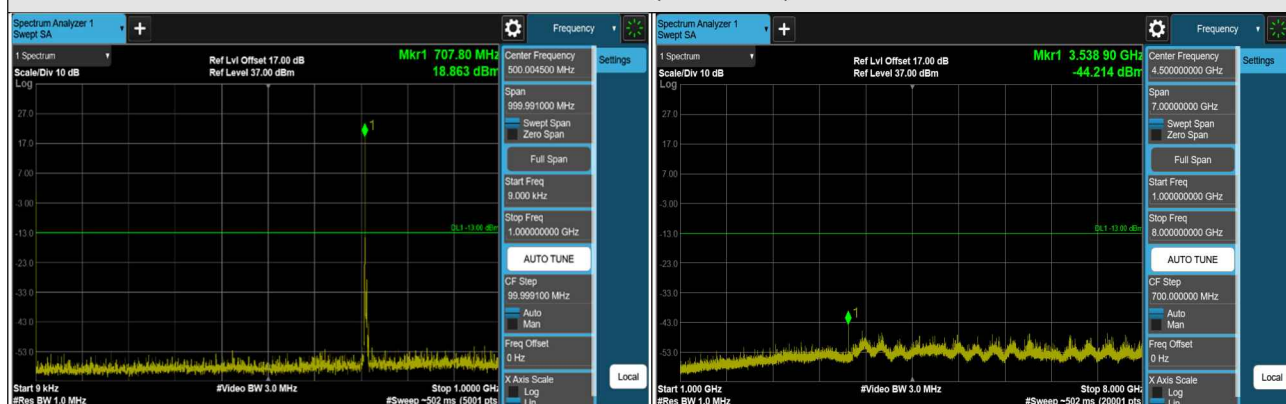 Spectrum Analyzer 1
Swept SA
+
Frequency
1 Spectrum
Scale/Div 10 dB
Log
Ref Lvl Offset 17.00 dB
Ref Level 37.00 dBm
Mkr1 707.80 MHz
18.863 dBm
27.0
17.0
7.00
-3.00
-13.0
-23.0
-33.0
-43.0
-53.0
1
DL1 -13.00 dBm
Start 9 kHz
#Res BW 1.0 MHz
#Video BW 3.0 MHz
Stop 1.0000 GHz
#Sweep ~502 ms (5001 pts)
Center Frequency
500.004500 MHz
Span
999.991000 MHz
Swept Span
Zero Span
Full Span
Start Freq
9.000 kHz
Stop Freq
1.000000000 GHz
AUTO TUNE
CF Step
99.999100 MHz
Auto
Man
Freq Offset
0 Hz
X Axis Scale
Log
Lin
Settings
Local
Spectrum Analyzer 1
Swept SA
+
Frequency
1 Spectrum
Scale/Div 10 dB
Log
Ref Lvl Offset 17.00 dB
Ref Level 37.00 dBm
Mkr1 3.538 90 GHz
-44.214 dBm
27.0
17.0
7.00
-3.00
-13.0
-23.0
-33.0
-43.0
-53.0
1
DL1 -13.00 dBm
Start 1.000 GHz
#Res BW 1.0 MHz
#Video BW 3.0 MHz
Stop 8.000 GHz
#Sweep ~502 ms (20001 pts)
Center Frequency
4.500000000 GHz
Span
7.00000000 GHz
Swept Span
Zero Span
Full Span
Start Freq
1.000000000 GHz
Stop Freq
8.000000000 GHz
AUTO TUNE
CF Step
700.000000 MHz
Auto
Man
Freq Offset
0 Hz
X Axis Scale
Log
Lin
Settings
Local